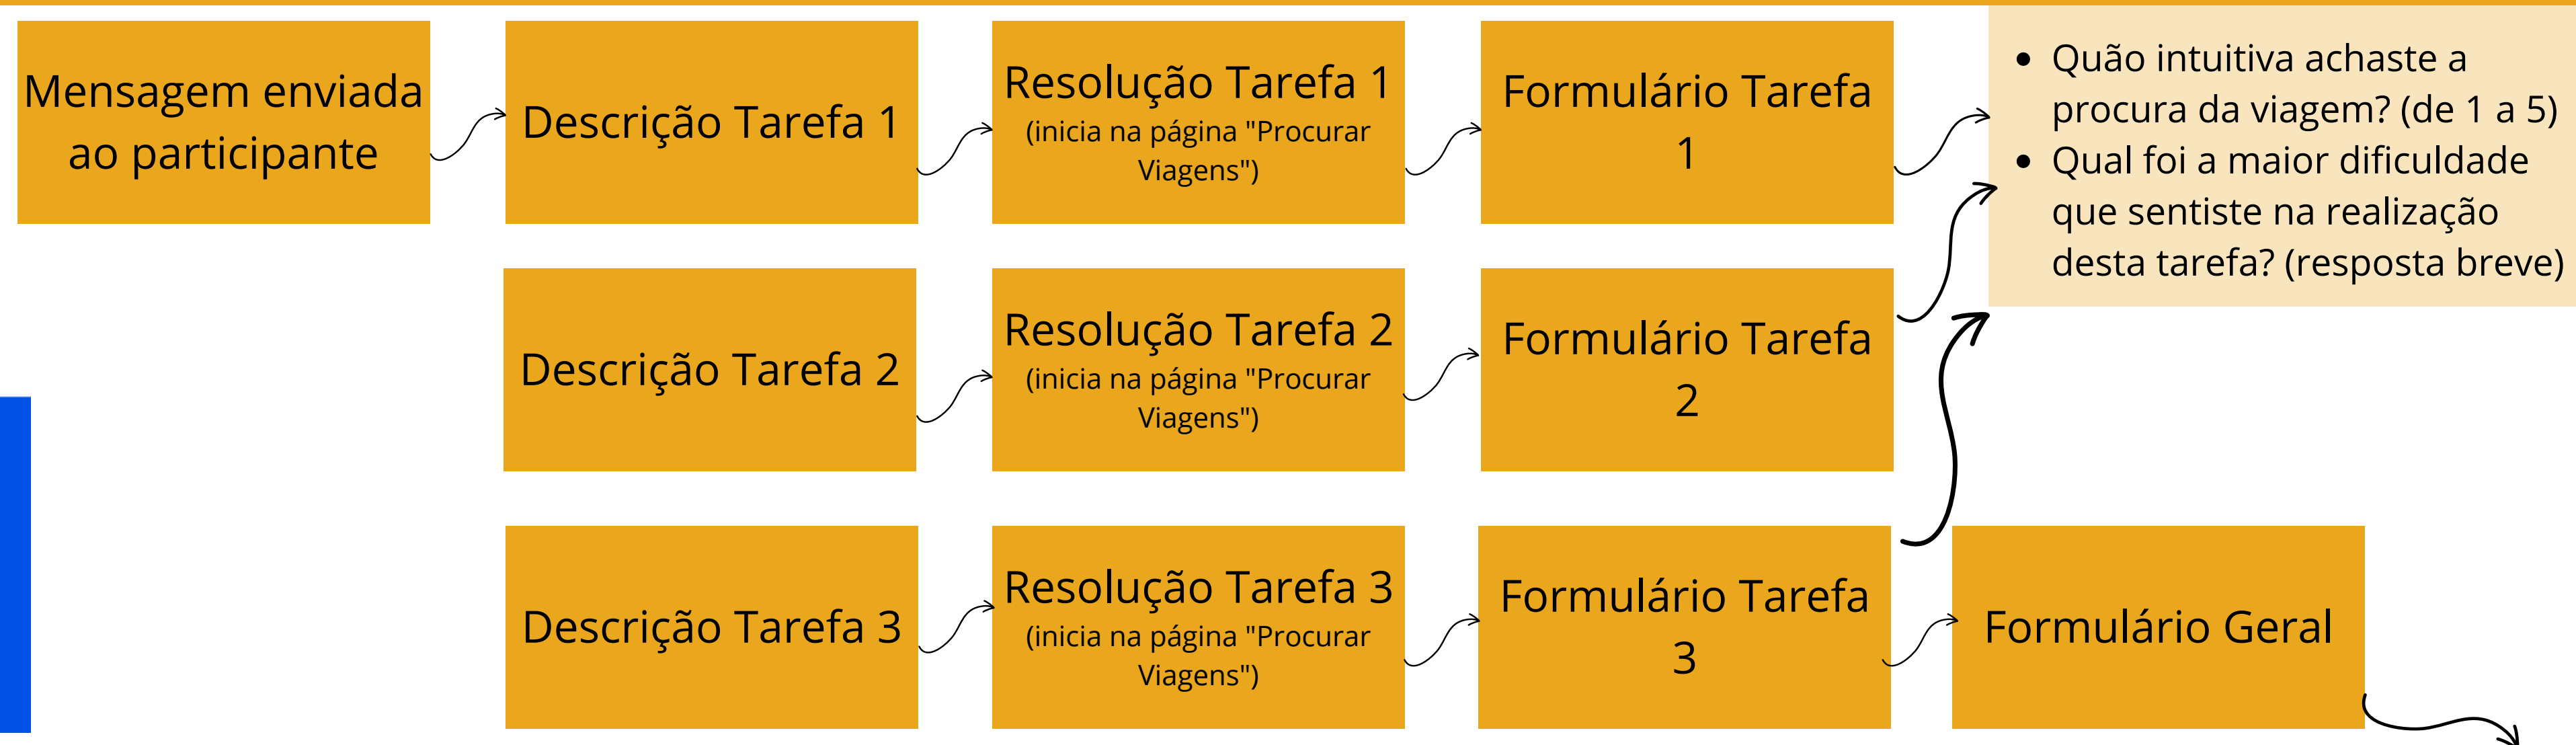 Mensagem enviada
ao participante
Descrição Tarefa 1
Resolução Tarefa 1
(inicia na página "Procurar
Viagens")
Formulário Tarefa
1
• Quão intuitiva achaste a
procura da viagem? (de 1 a 5)
• Qual foi a maior dificuldade
que sentiste na realização
desta tarefa? (resposta breve)
Descrição Tarefa 2
Resolução Tarefa 2
(inicia na página "Procurar
Viagens")
Formulário Tarefa
2
Descrição Tarefa 3
Resolução Tarefa 3
(inicia na página "Procurar
Viagens")
Formulário Tarefa
3
Formulário Geral